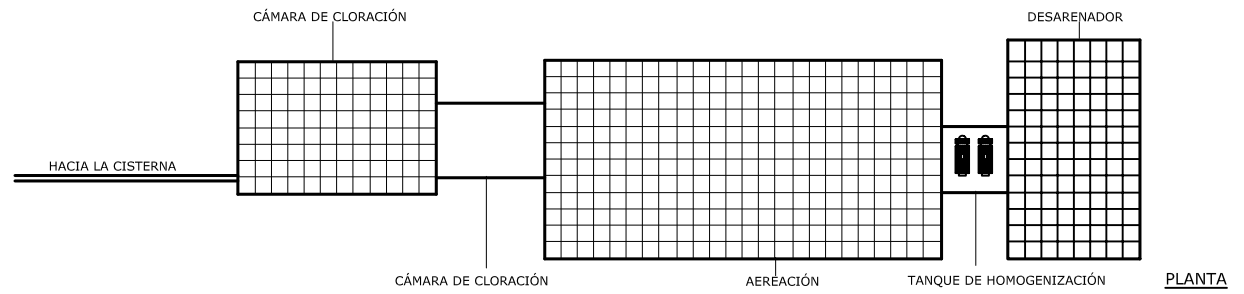 CÁMARA DE CLORACIÓN
DESARENADOR
HACIA LA CISTERNA
CÁMARA DE CLORACIÓN
AEREACIÓN
TANQUE DE HOMOGENIZACIÓN
PLANTA